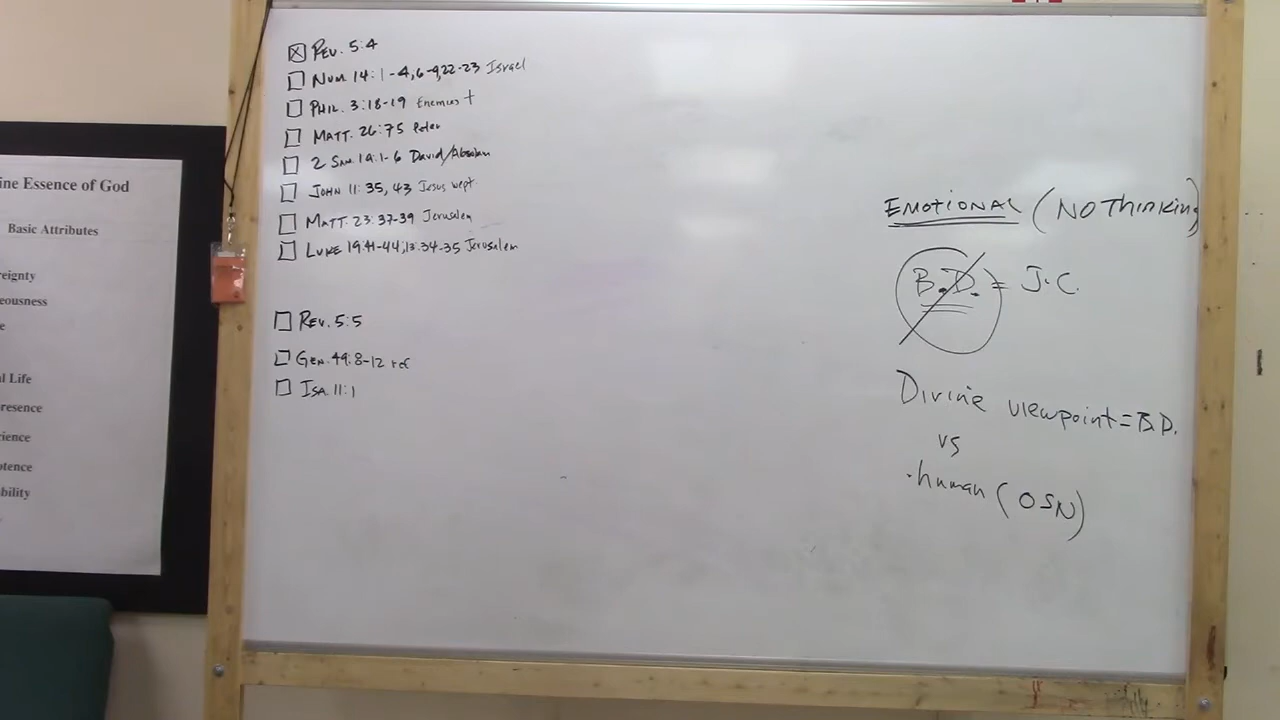 Rev. 5:4
Num 14:1-4,6-9,22-23 Israel
Phil. 3:18-19 Enemies +
Matt. 26:75 Peter
2 Sam. 19:1-6 David/Absalom
John 11:35, 43 Jesus wept.
Matt. 23:37-39 Jerusalem
Luke 19:41-44; 13:34-35 Jerusalem
Rev. 5:5
Gen. 49:8-12 ref
Isa. 11:1
EMOTIONAL (NO Thinking)
B.D. = J.C.
Divine viewpoint = B.D.
vs
human (OSN)
ine Essence of God
Basic Attributes
reignty
eousness
e
al Life
resence
cience
otence
ability